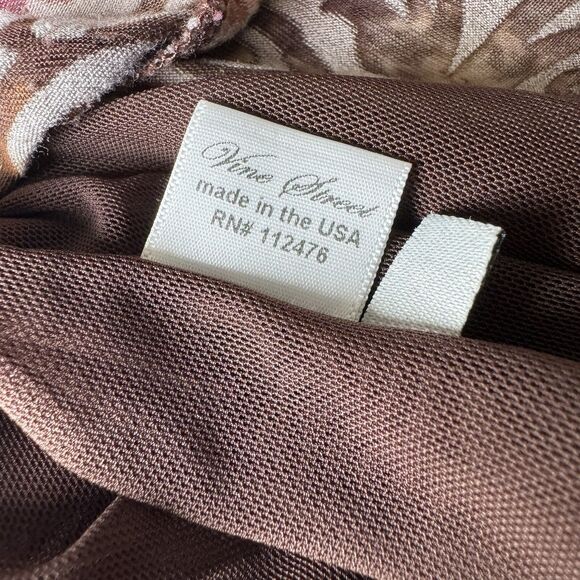 Vine Street
made in the USA
RN# 112476